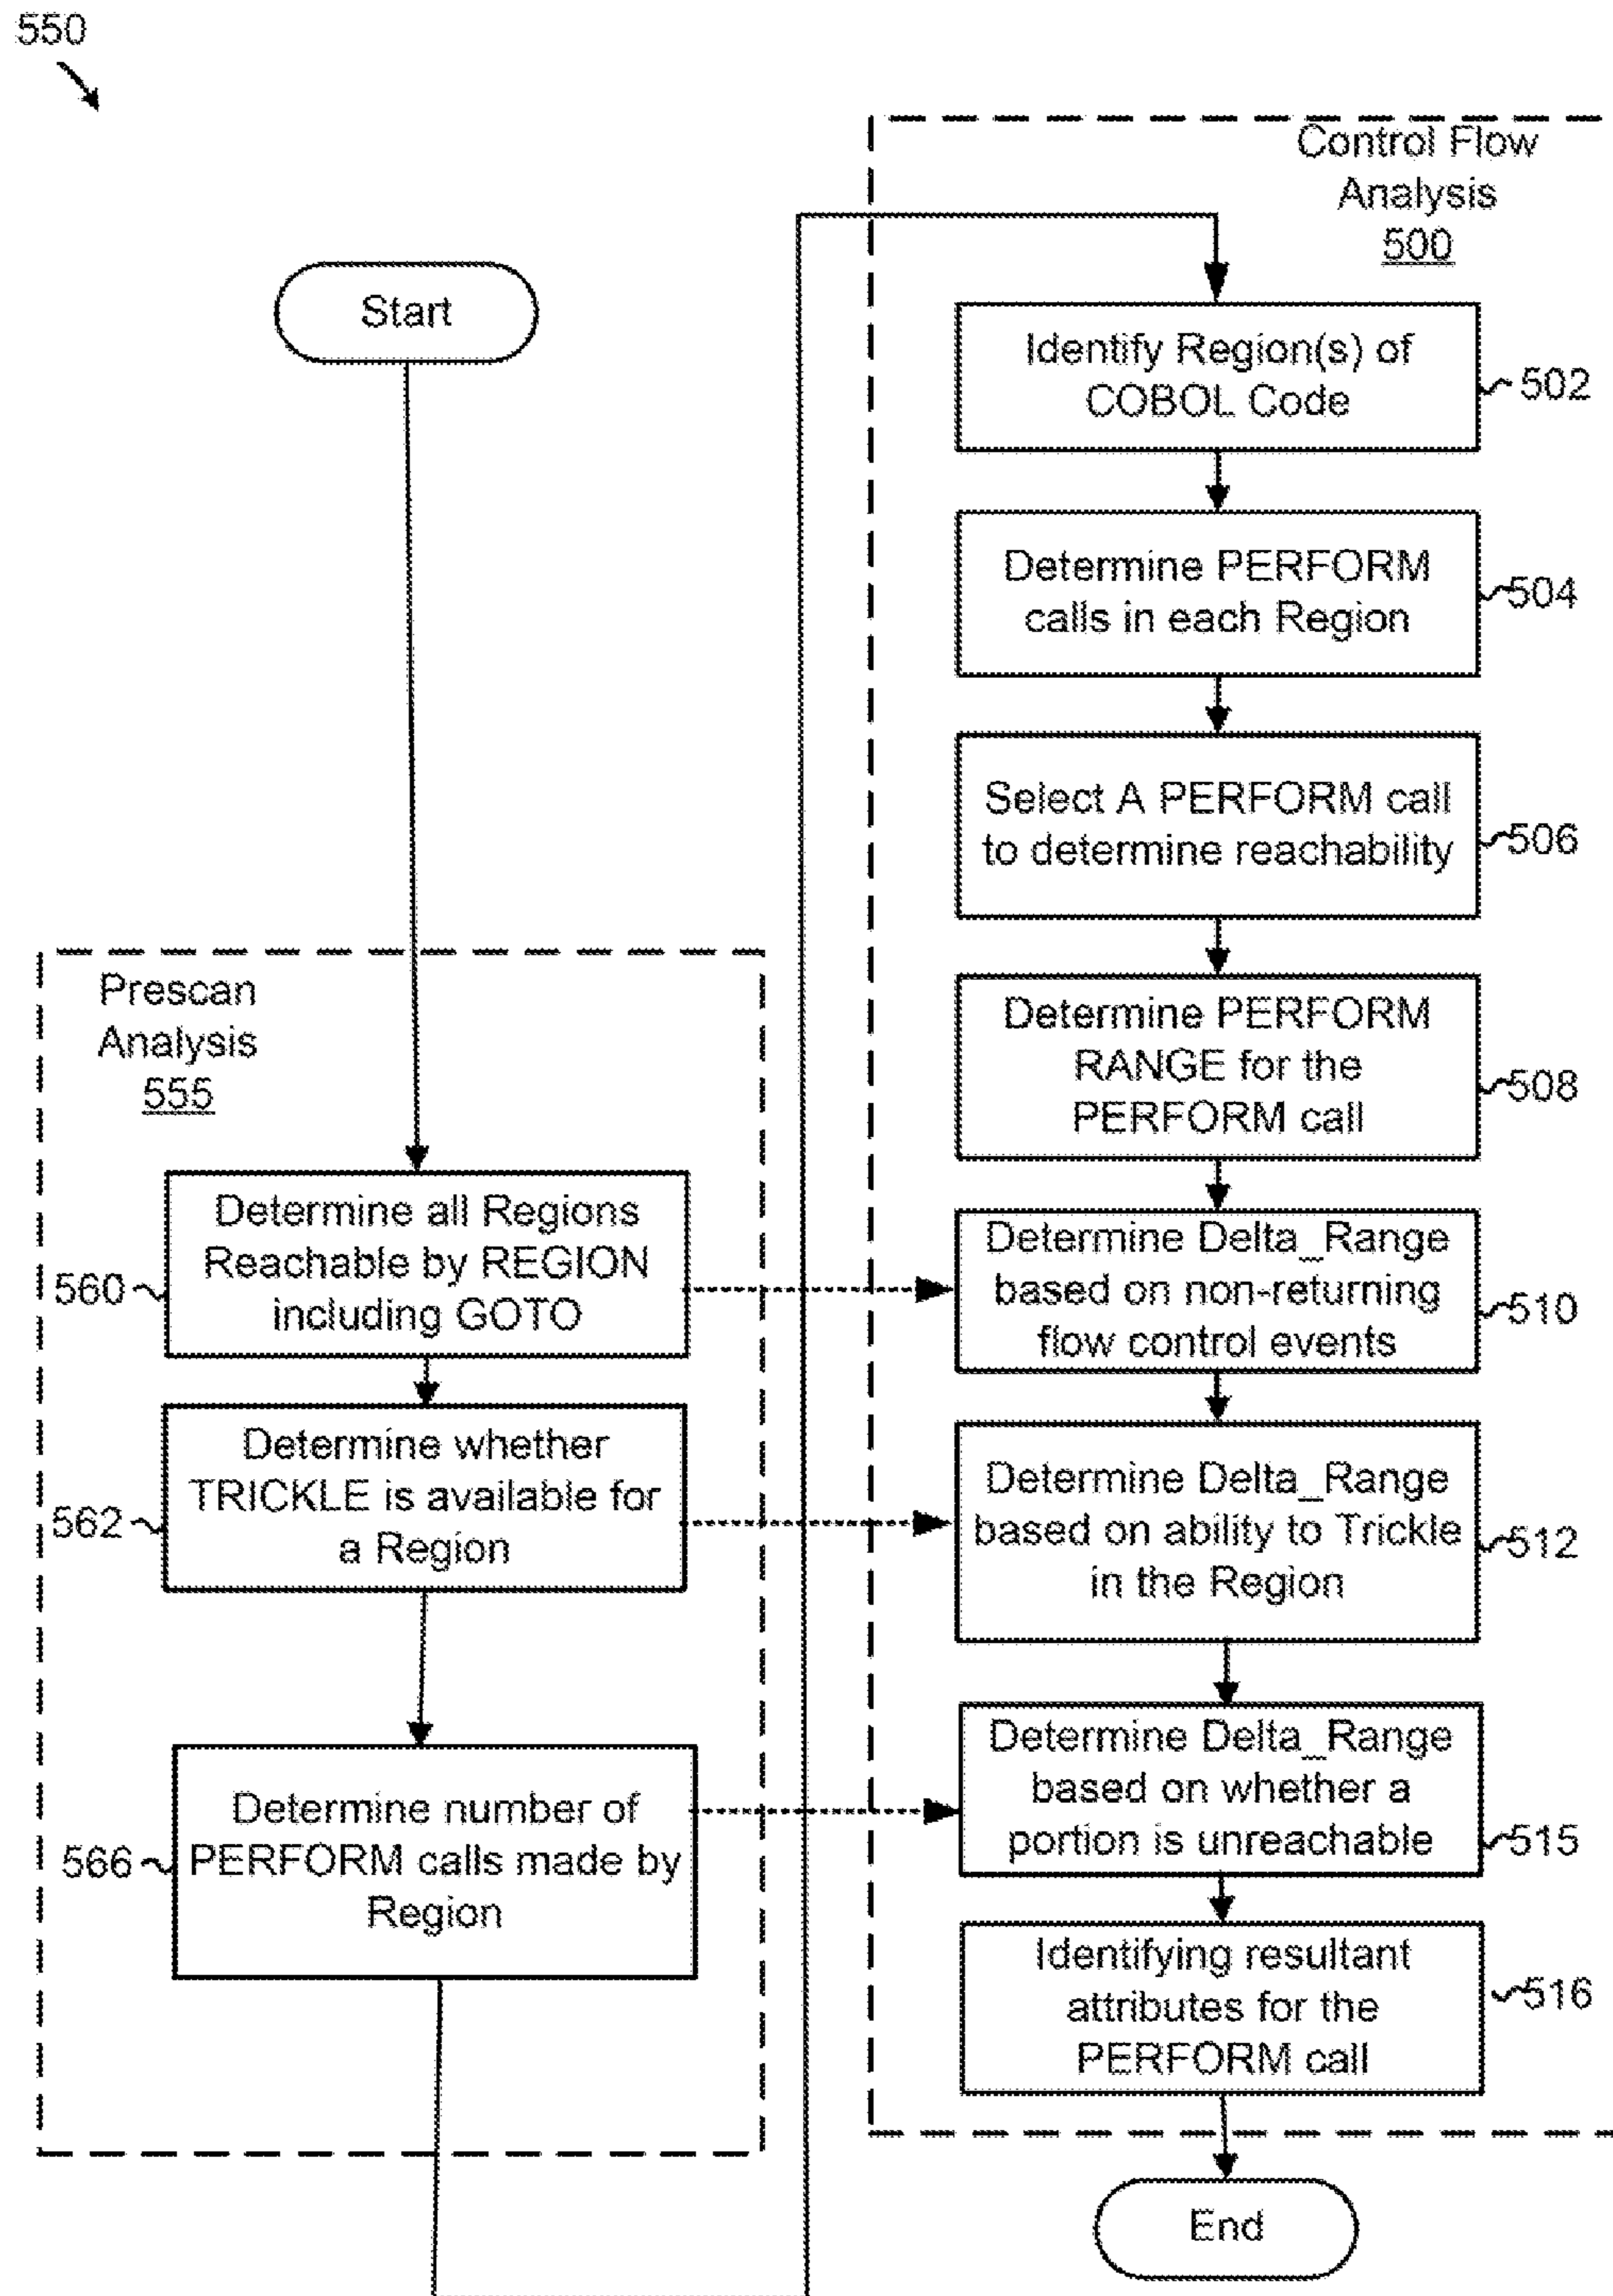 550
Control Flow
Analysis
500
Start
Identify Region(s) of
COBOL Code
502
Determine PERFORM
calls in each Region
504
Select A PERFORM call
to determine reachability
506
Determine PERFORM
RANGE for the
PERFORM call
508
Prescan
Analysis
555
Determine all Regions
Reachable by REGION
including GOTO
560
Determine Delta_Range
based on non-returning
flow control events
510
Determine whether
TRICKLE is available for
a Region
562
Determine Delta_Range
based on ability to Trickle
in the Region
512
Determine number of
PERFORM calls made by
Region
566
Determine Delta_Range
based on whether a
portion is unreachable
515
Identifying resultant
attributes for the
PERFORM call
516
End